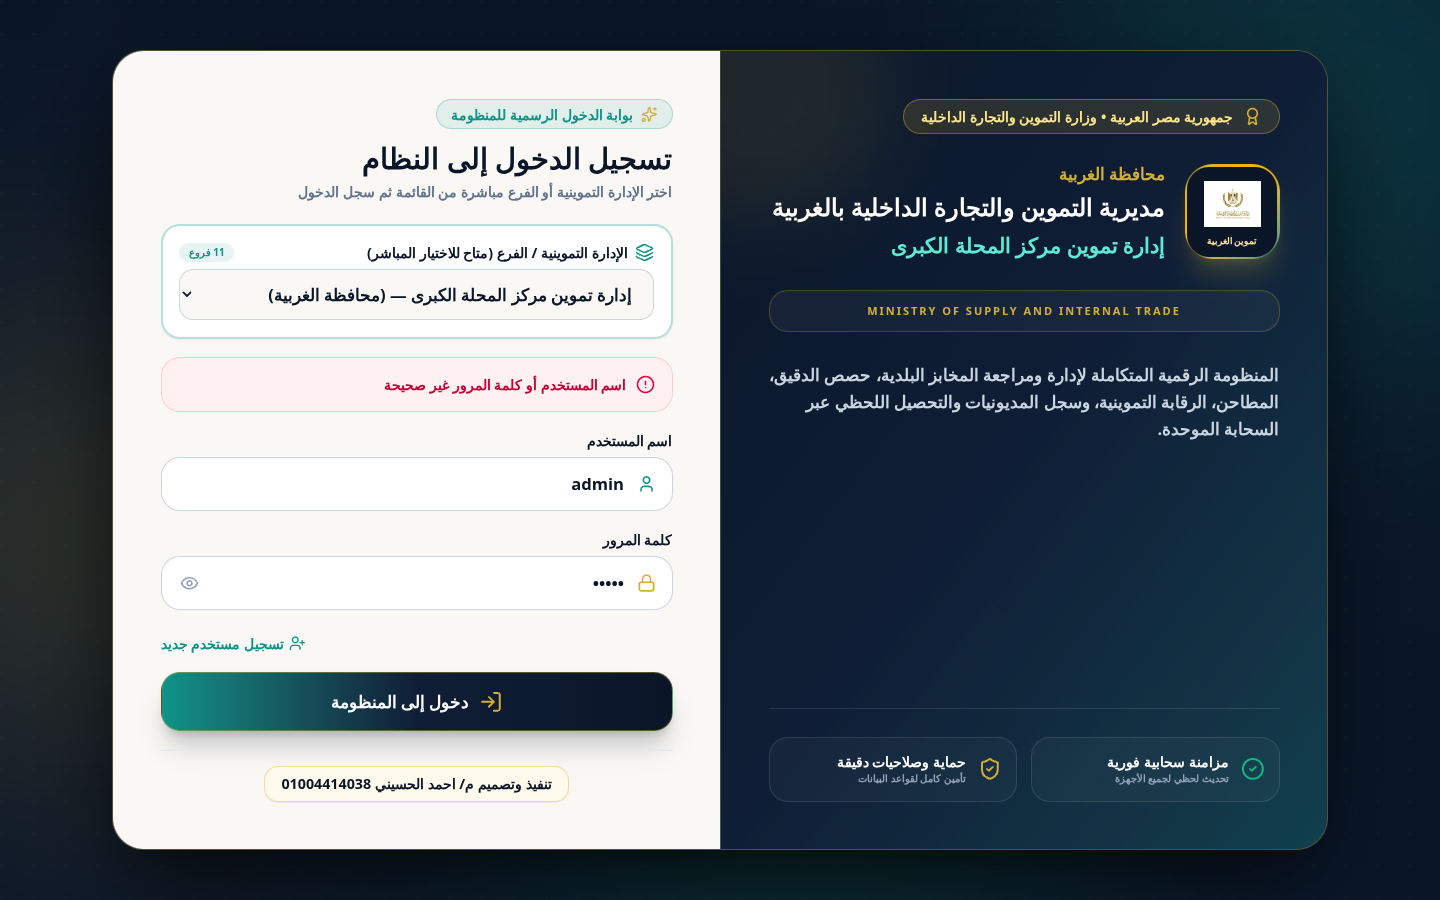 جمهورية مصر العربية • وزارة التموين والتجارة الداخلية
محافظة الغربية
مديرية التموين والتجارة الداخلية بالغربية
إدارة تموين مركز المحلة الكبرى
تموين الغربية
MINISTRY OF SUPPLY AND INTERNAL TRADE
المنظومة الرقمية المتكاملة لإدارة ومراجعة المخابز البلدية، حصص الدقيق،
المطاحن، الرقابة التموينية، وسجل المديونيات والتحصيل اللحظي عبر
السحابة الموحدة.
مزامنة سحابية فورية
تحديث لحظي لجميع الأجهزة
حماية وصلاحيات دقيقة
تأمين كامل لقواعد البيانات
بوابة الدخول الرسمية للمنظومة
تسجيل الدخول إلى النظام
اختر الإدارة التموينية أو الفرع مباشرة من القائمة ثم سجل الدخول
الإدارة التموينية / الفرع (متاح للاختيار المباشر)
11 فروع
إدارة تموين مركز المحلة الكبرى — (محافظة الغربية)
اسم المستخدم أو كلمة المرور غير صحيحة
اسم المستخدم
admin
كلمة المرور
•••••
تسجيل مستخدم جديد
دخول إلى المنظومة
تنفيذ وتصميم م/ احمد الحسيني 01004414038